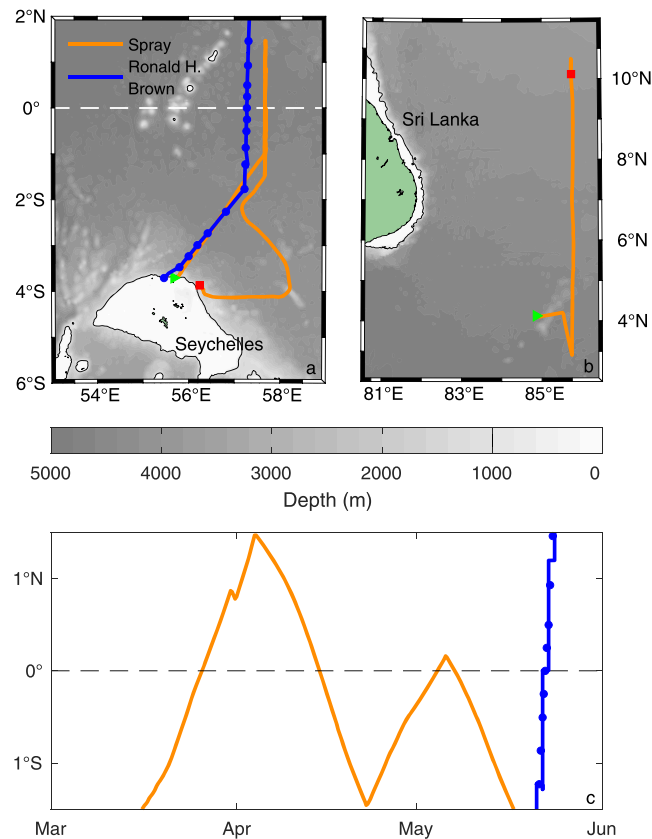 2°N
0°
2°S
4°S
6°S
Spray
Ronald H.
Brown
Seychelles
a
54°E 56°E 58°E
Sri Lanka
10°N
8°N
6°N
4°N
b
81°E 83°E 85°E
5000 4000 3000 2000 1000 0
Depth (m)
1°N
0°
1°S
c
Mar Apr May Jun